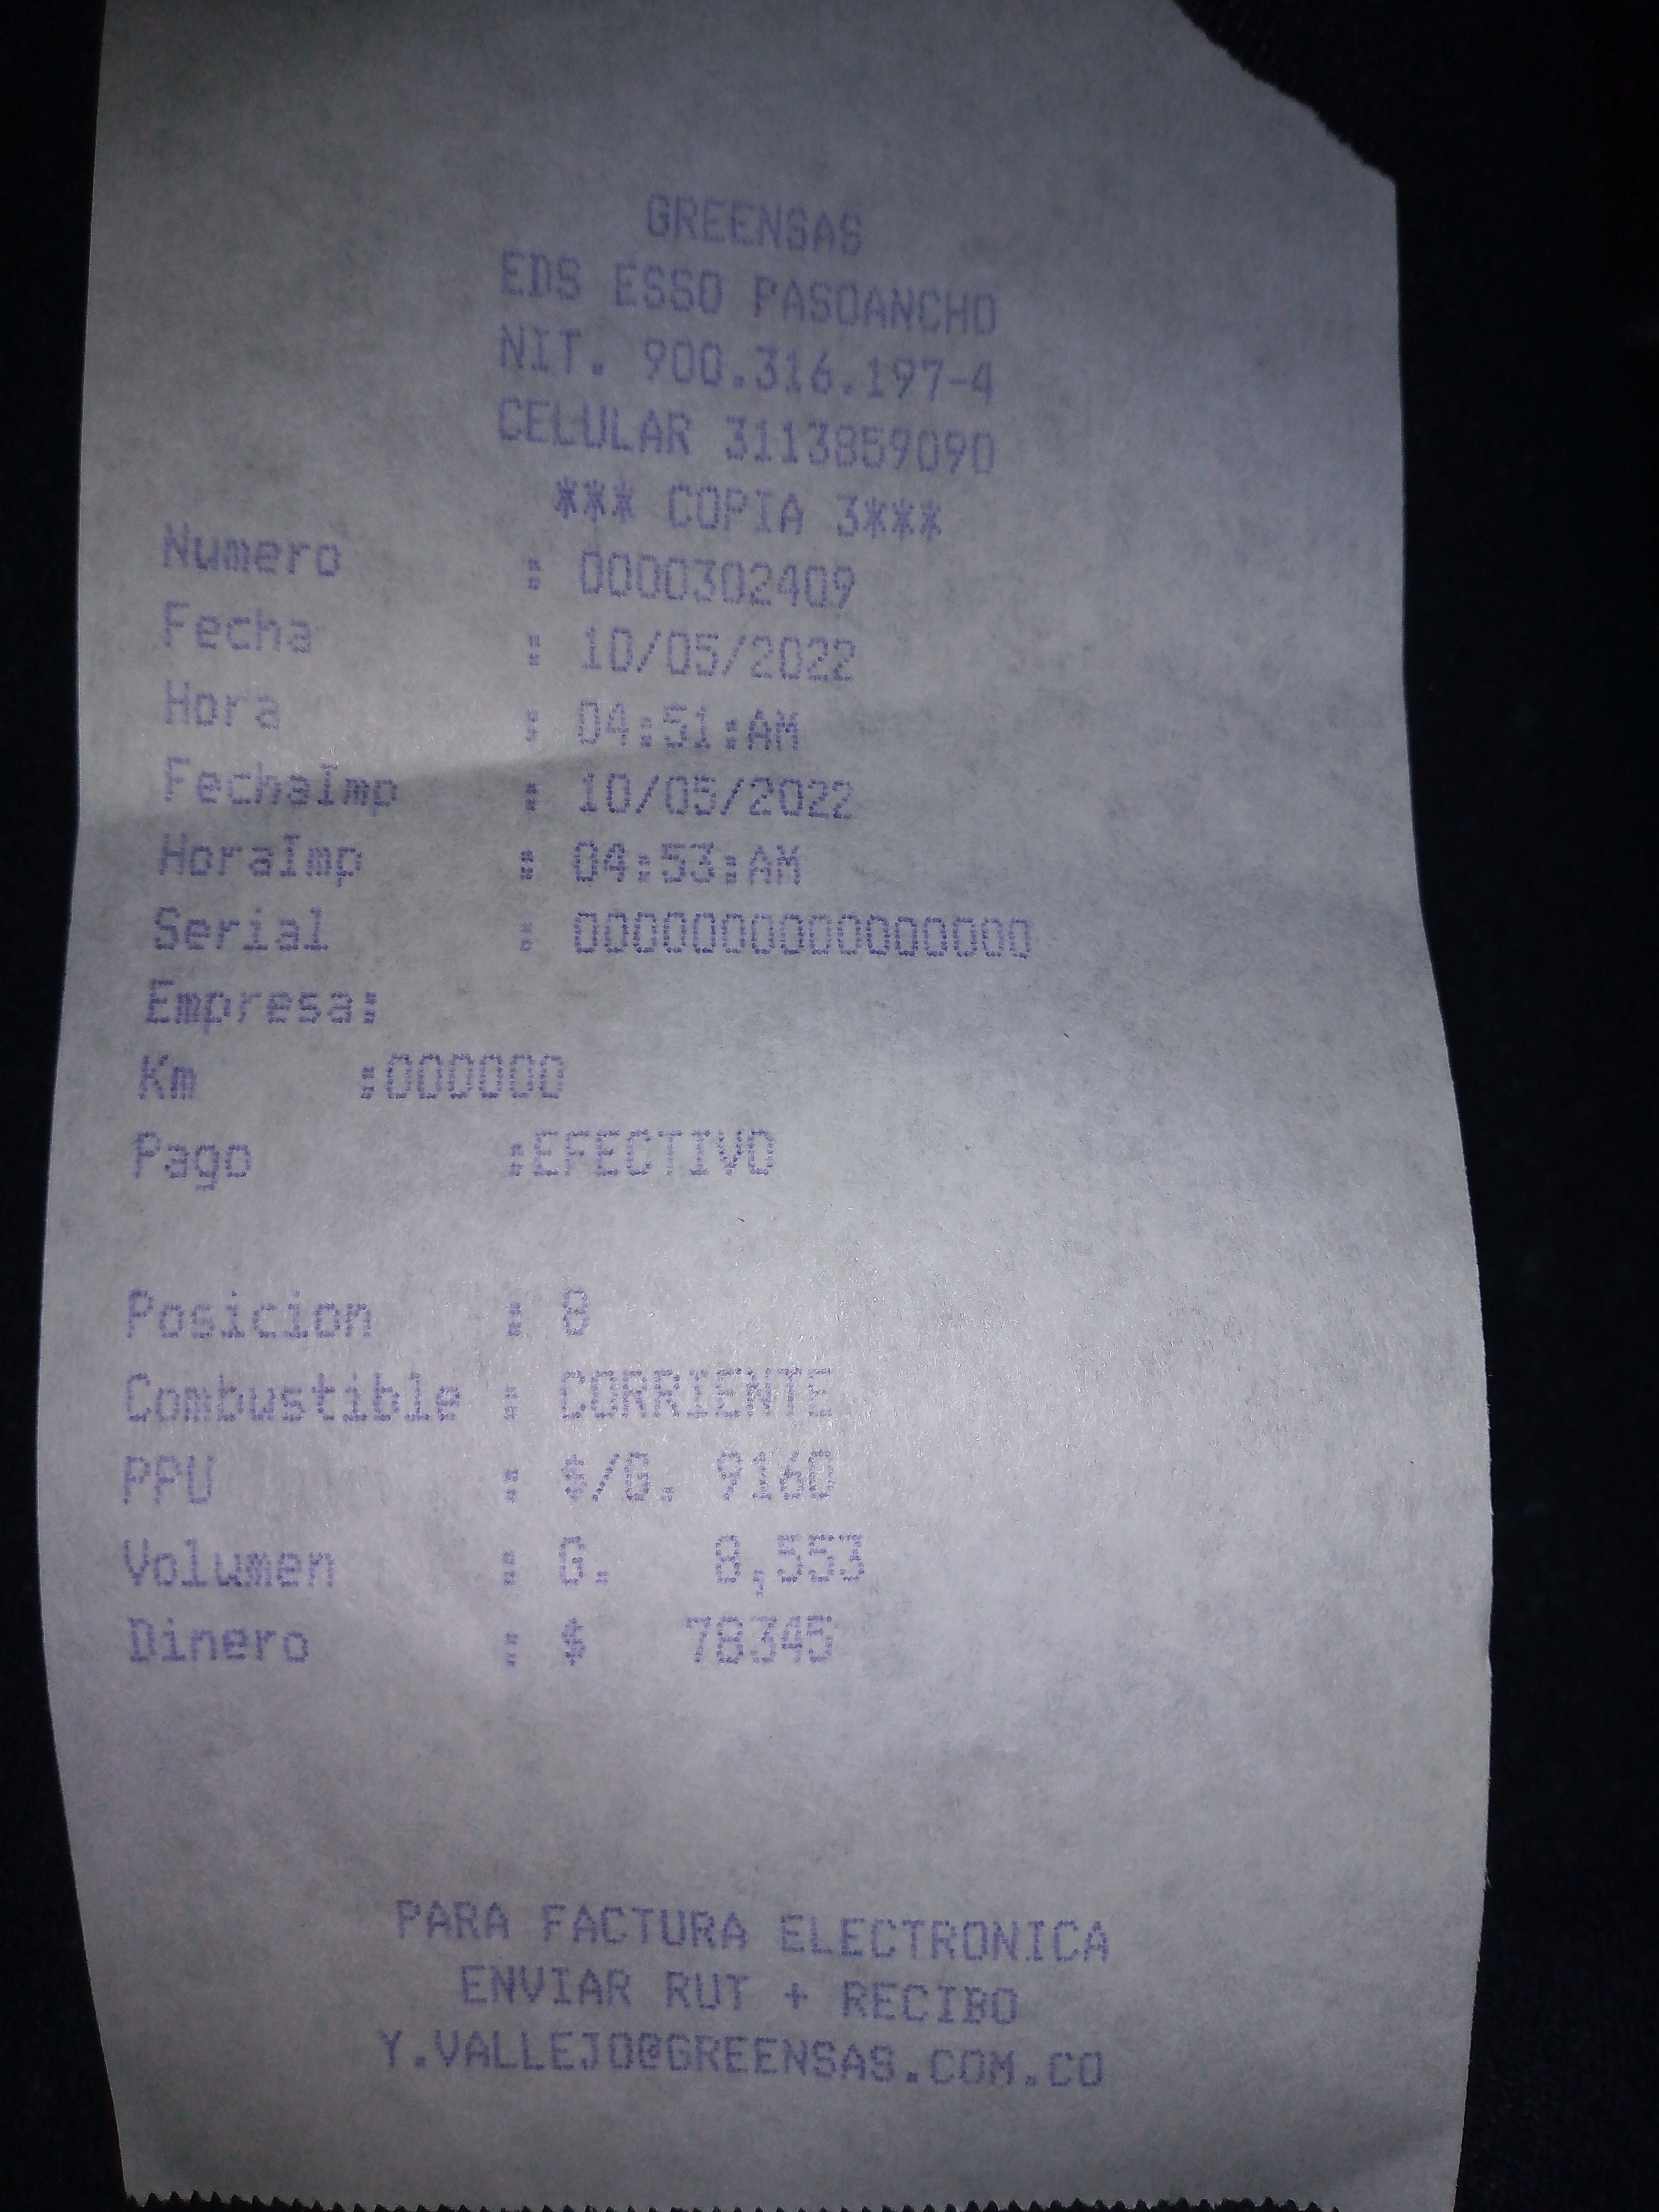 GREENSAS
EDS ESSO PASOANCHO
NIT. 900.316.197-4
CELULAR 3113859090
*** COPIA 3***
Numero : 0000302409
Fecha : 10/05/2022
Hora : 04:51:AM
FechaImp : 10/05/2022
HoraImp : 04:53:AM
Serial : 0000000000000000
Empresa:
Km :000000
Pago :EFECTIVO
Posicion : 8
Combustible : CORRIENTE
PPU : $/G. 9160
Volumen : G. 8,553
Dinero : $ 78345
PARA FACTURA ELECTRONICA
ENVIAR RUT + RECIBO
Y.VALLEJO@GREENSAS.COM.CO